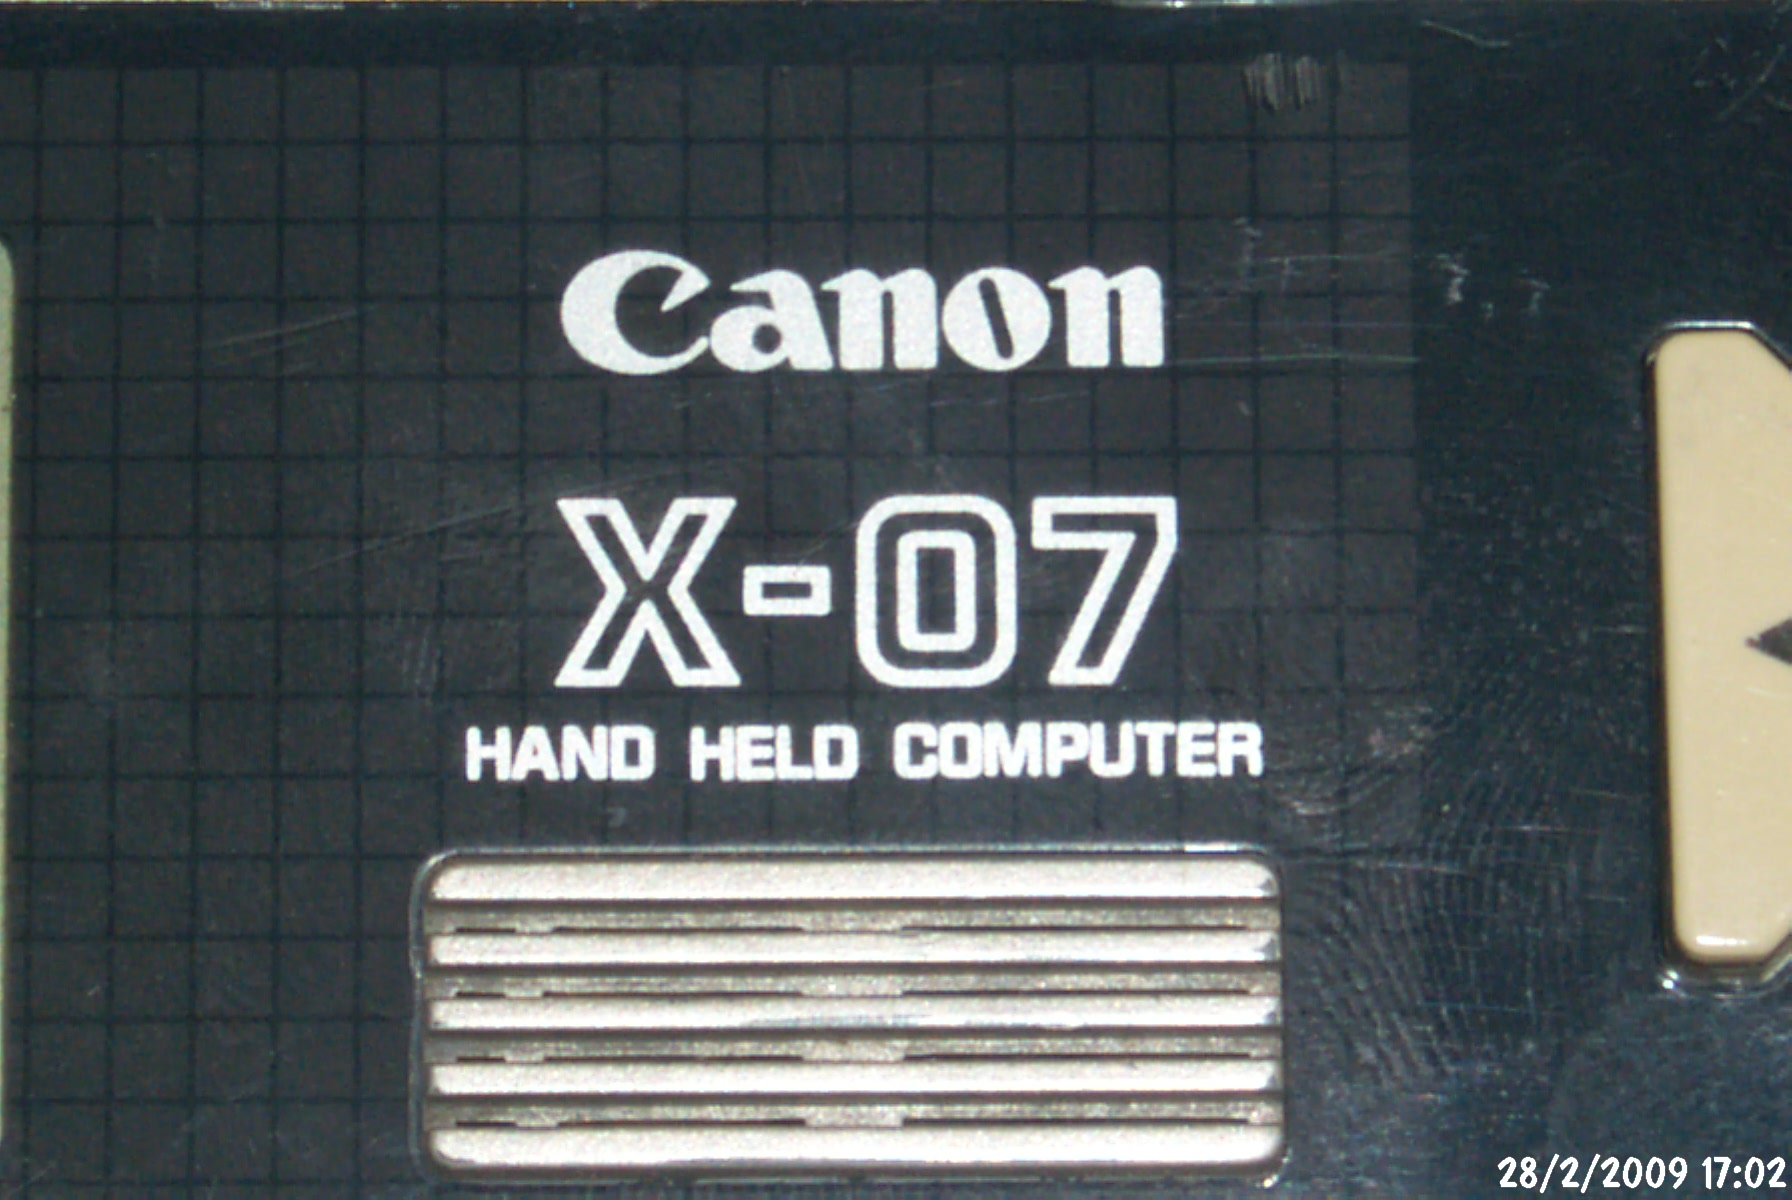 Canon
X-07
HAND HELD COMPUTER
28/2/2009 17:02